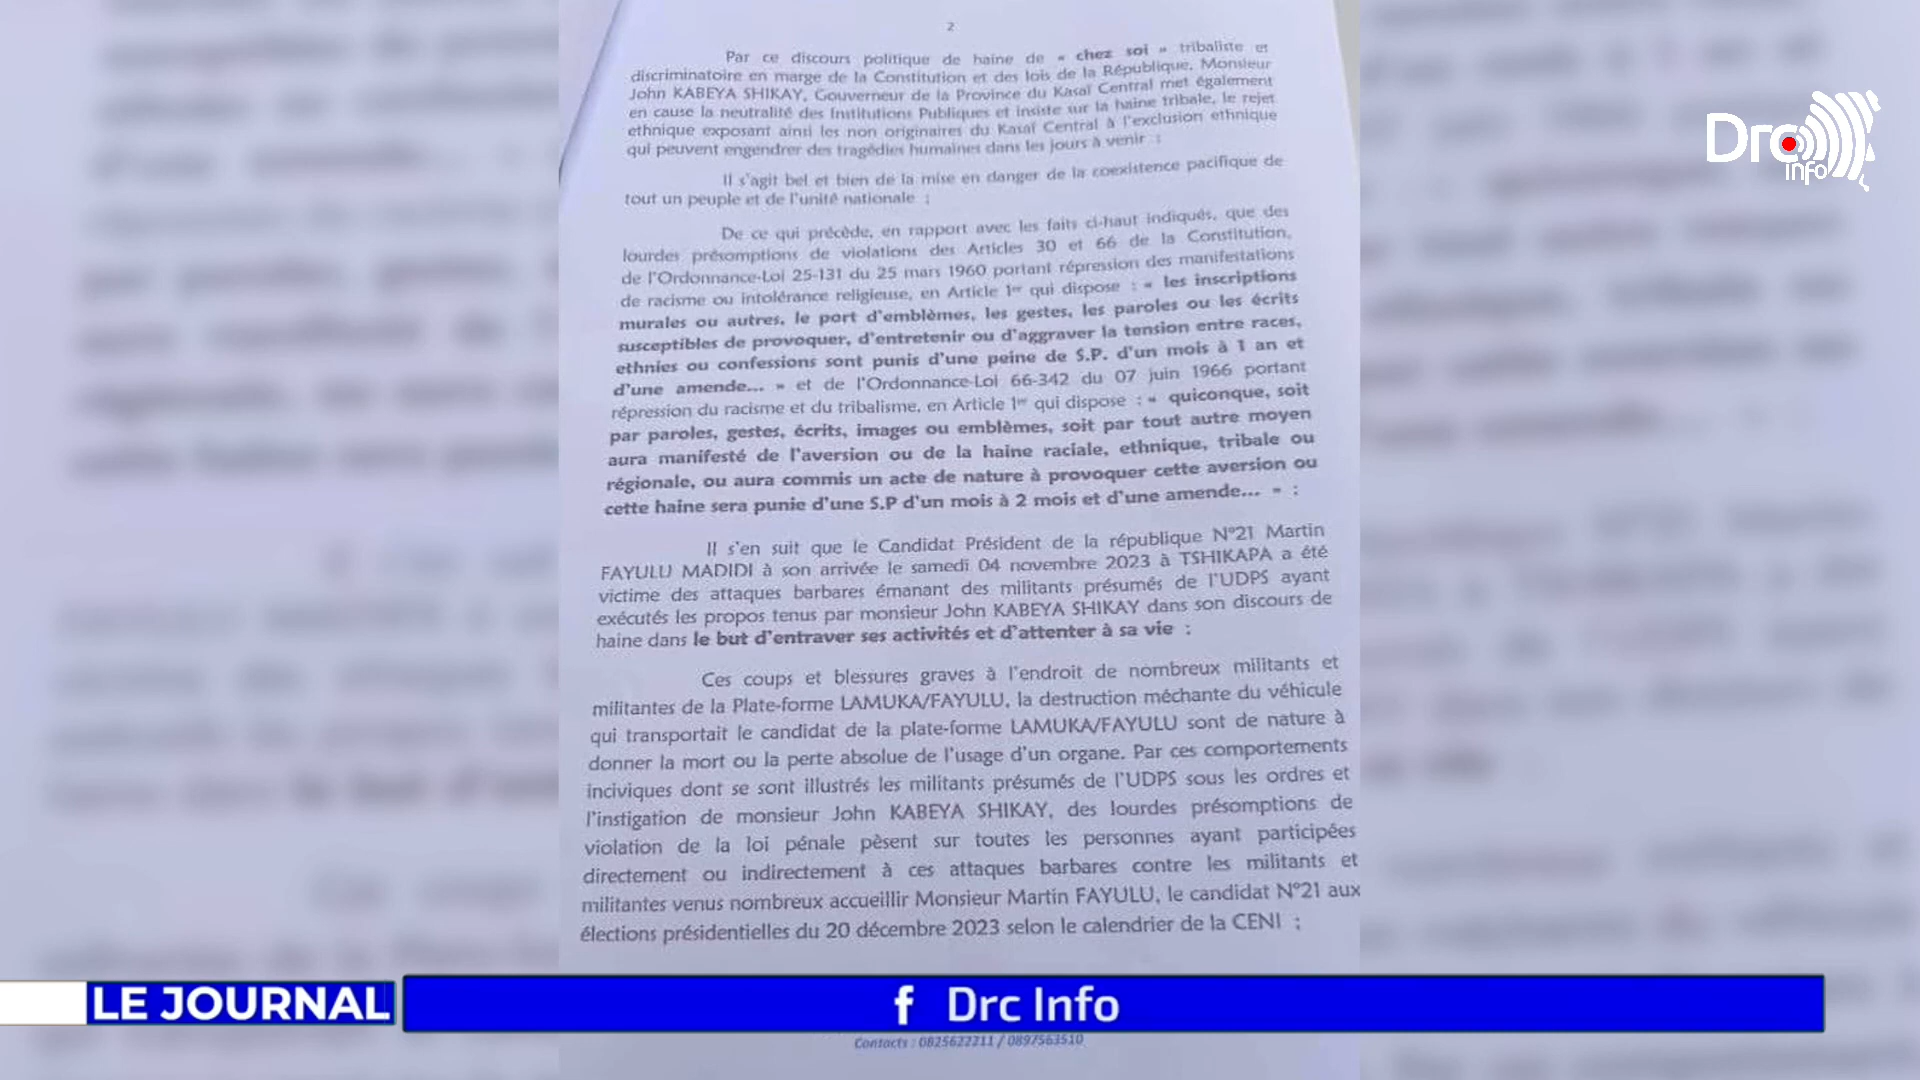 2
Par ce discours politique de haine de « chez soi » tribaliste et
discriminatoire en marge de la Constitution et des lois de la République, Monsieur
John KABEYA SHIKAY, Gouverneur de la Province du Kasaï Central met également
en cause la neutralité des Institutions Publiques et insiste sur la haine tribale, le rejet
ethnique exposant ainsi les non originaires du Kasaï Central à l'exclusion ethnique
qui peuvent engendrer des tragédies humaines dans les jours à venir ;
Il s'agit bel et bien de la mise en danger de la coexistence pacifique de
tout un peuple et de l'unité nationale ;
De ce qui précède, en rapport avec les faits ci-haut indiqués, que des
lourdes présomptions de violations des Articles 30 et 66 de la Constitution,
de l'Ordonnance-Loi 25-131 du 25 mars 1960 portant répression des manifestations
de racisme ou intolérance religieuse, en Article 1er qui dispose : « les inscriptions
murales ou autres, le port d'emblèmes, les gestes, les paroles ou les écrits
susceptibles de provoquer, d'entretenir ou d'aggraver la tension entre races,
ethnies ou confessions sont punis d'une peine de S.P. d'un mois à 1 an et
d'une amende... » et de l'Ordonnance-Loi 66-342 du 07 juin 1966 portant
répression du racisme et du tribalisme, en Article 1er qui dispose : « quiconque, soit
par paroles, gestes, écrits, images ou emblèmes, soit par tout autre moyen
aura manifesté de l'aversion ou de la haine raciale, ethnique, tribale ou
régionale, ou aura commis un acte de nature à provoquer cette aversion ou
cette haine sera punie d'une S.P d'un mois à 2 mois et d'une amende... » ;
Il s'en suit que le Candidat Président de la république N°21 Martin
FAYULU MADIDI à son arrivée le samedi 04 novembre 2023 à TSHIKAPA a été
victime des attaques barbares émanant des militants présumés de l'UDPS ayant
exécutés les propos tenus par monsieur John KABEYA SHIKAY dans son discours de
haine dans le but d'entraver ses activités et d'attenter à sa vie ;
Ces coups et blessures graves à l'endroit de nombreux militants et
militantes de la Plate-forme LAMUKA/FAYULU, la destruction méchante du véhicule
qui transportait le candidat de la plate-forme LAMUKA/FAYULU sont de nature à
donner la mort ou la perte absolue de l'usage d'un organe. Par ces comportements
inciviques dont se sont illustrés les militants présumés de l'UDPS sous les ordres et
l'instigation de monsieur John KABEYA SHIKAY, des lourdes présomptions de
violation de la loi pénale pèsent sur toutes les personnes ayant participées
directement ou indirectement à ces attaques barbares contre les militants et
militantes venus nombreux accueillir Monsieur Martin FAYULU, le candidat N°21 aux
élections présidentielles du 20 décembre 2023 selon le calendrier de la CENI ;
Drc
info
LE JOURNAL
f Drc Info
Contacts : 0825622211 / 0897563510